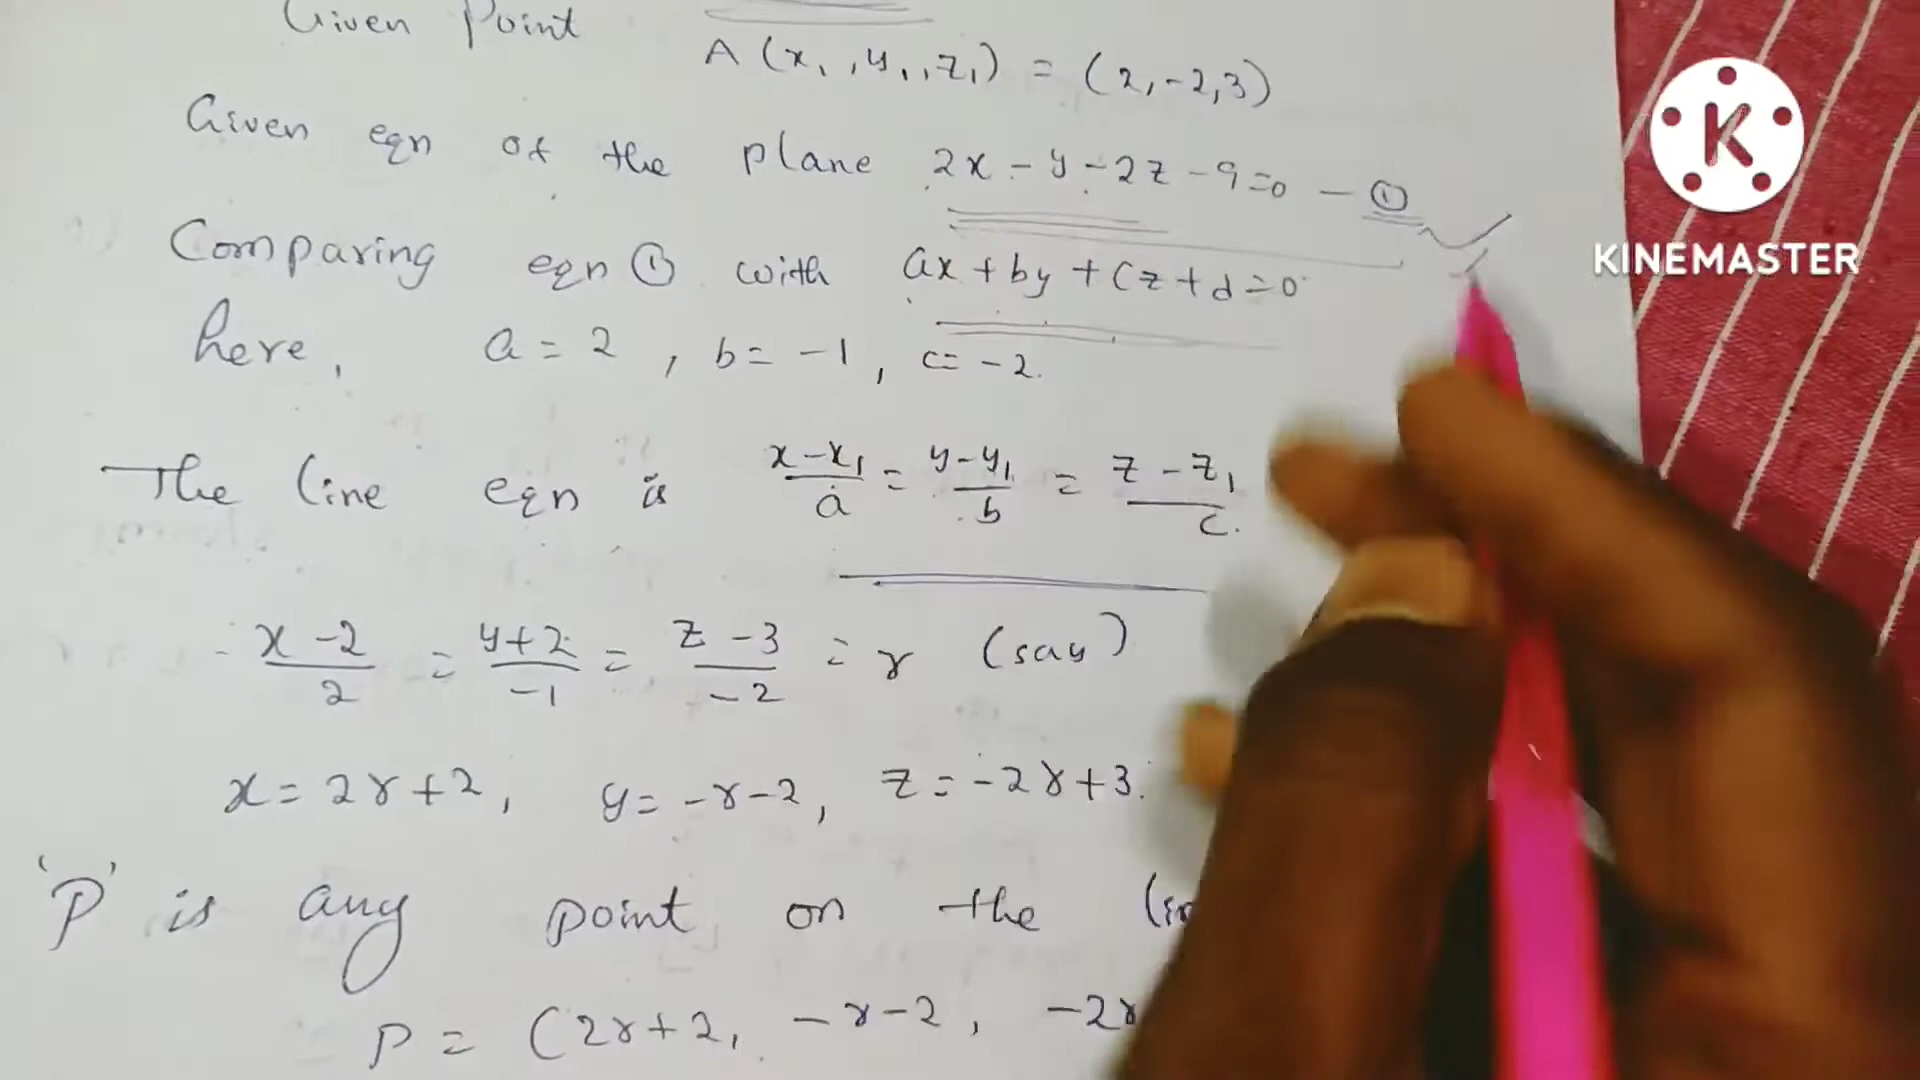 Given Point
A (x₁, y₁, z₁) = (2, -2, 3)
Given eqn of the plane 2x - y - 2z - 9 = 0 — ①
Comparing eqn ① with ax + by + cz + d = 0
here, a = 2, b = -1, c = -2.
The line eqn is (x - x₁)/a = (y - y₁)/b = (z - z₁)/c.
(x - 2)/2 = (y + 2)/-1 = (z - 3)/-2 = r (say)
x = 2r + 2, y = -r - 2, z = -2r + 3.
'P' is any point on the
P = (2r + 2, -r - 2, -2r
K
KINEMASTER